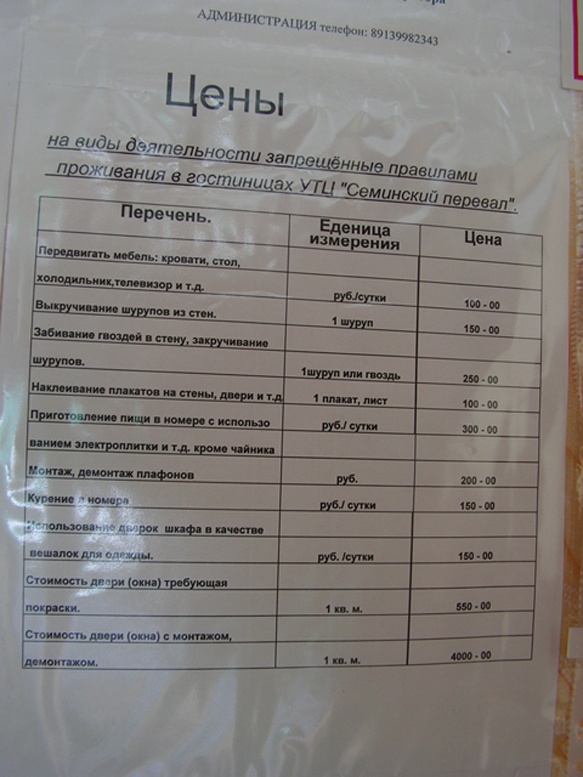 АДМИНИСТРАЦИЯ телефон: 89139982343
Цены
на виды деятельности запрещённые правилами
проживания в гостиницах УТЦ "Семинский перевал".
Перечень. Еденица измерения Цена
Передвигать мебель: кровати, стол,
холодильник,телевизор и т.д. руб./сутки 100 - 00
Выкручивание шурупов из стен. 1 шуруп 150 - 00
Забивание гвоздей в стену, закручивание
шурупов. 1шуруп или гвоздь 250 - 00
Наклеивание плакатов на стены, двери и т.д 1 плакат, лист 100 - 00
Приготовление пищи в номере с использо руб./ сутки 300 - 00
ванием электроплитки и т.д. кроме чайника
Монтаж, демонтаж плафонов руб. 200 - 00
Курение в номере руб./ сутки 150 - 00
Использование дверок шкафа в качестве
вешалок для одежды. руб. /сутки 150 - 00
Стоимость двери (окна) требующая
покраски. 1 кв. м. 550 - 00
Стоимость двери (окна) с монтажом,
демонтажом. 1 кв. м. 4000 - 00